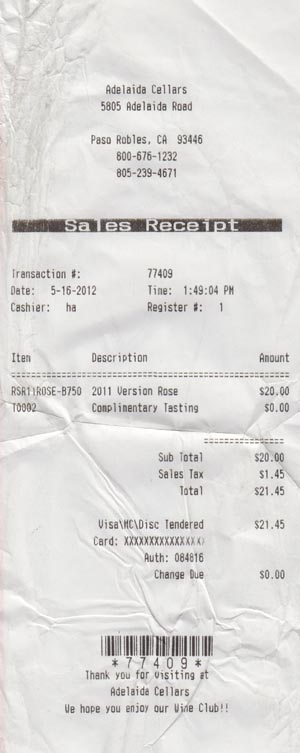 Adelaida Cellars
5805 Adelaida Road
Paso Robles, CA 93446
800-676-1232
805-239-4671
Sales Receipt
Transaction #: 77409
Date: 5-16-2012 Time: 1:49:04 PM
Cashier: ha Register #: 1
Item Description Amount
RSR11ROSE-B750 2011 Version Rose $20.00
T0002 Complimentary Tasting $0.00
Sub Total $20.00
Sales Tax $1.45
Total $21.45
Visa\MC\Disc Tendered $21.45
Card: XXXXXXXXXXXXXXXX
Auth: 084816
Change Due $0.00
*77409*
Thank you for visiting at
Adelaida Cellars
We hope you enjoy our Wine Club!!